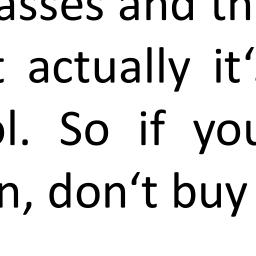 asses and th
t actually it‘
ol. So if you
n, don‘t buy